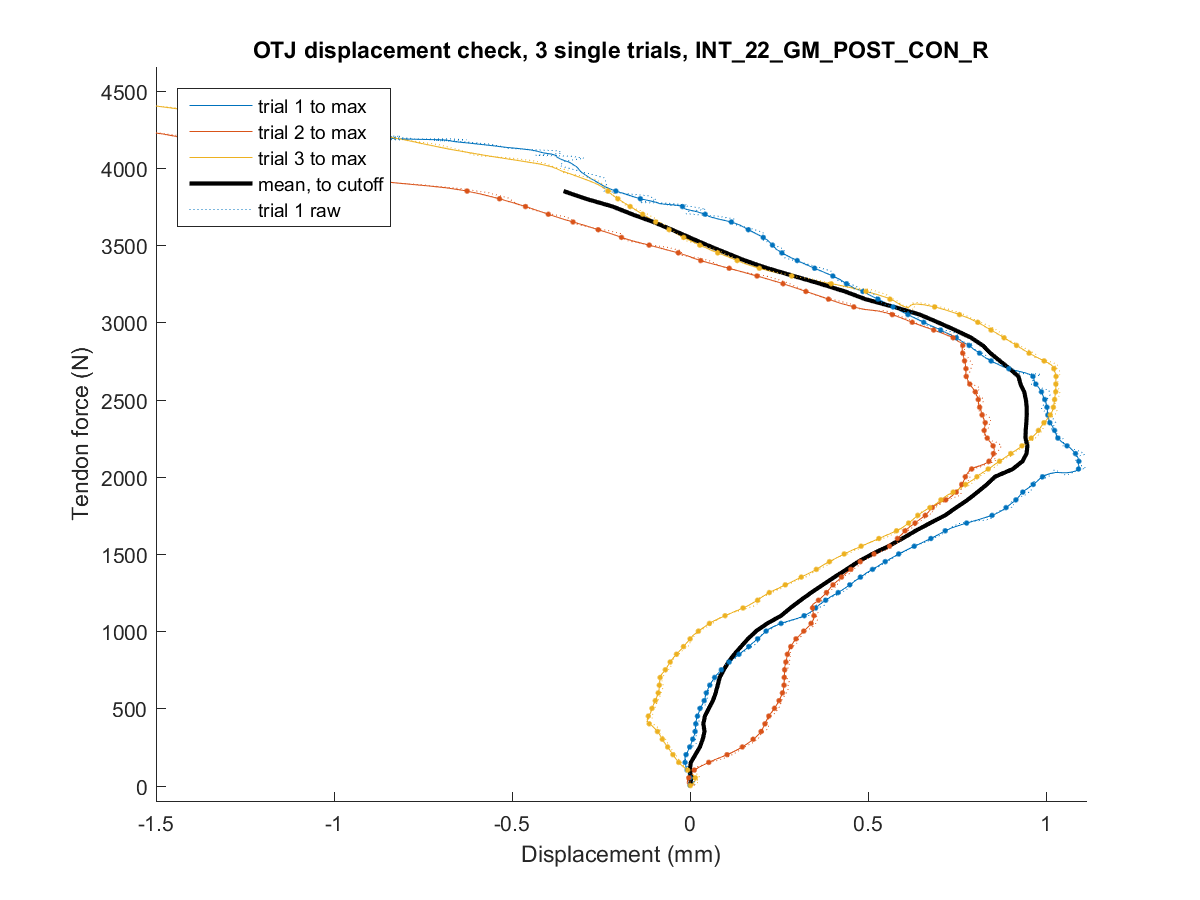 OTJ displacement check, 3 single trials, INT_22_GM_POST_CON_R
4500
4000
3500
3000
2500
2000
1500
1000
500
0
Tendon force (N)
trial 1 to max
trial 2 to max
trial 3 to max
mean, to cutoff
trial 1 raw
-1.5
-1
-0.5
0
0.5
1
Displacement (mm)